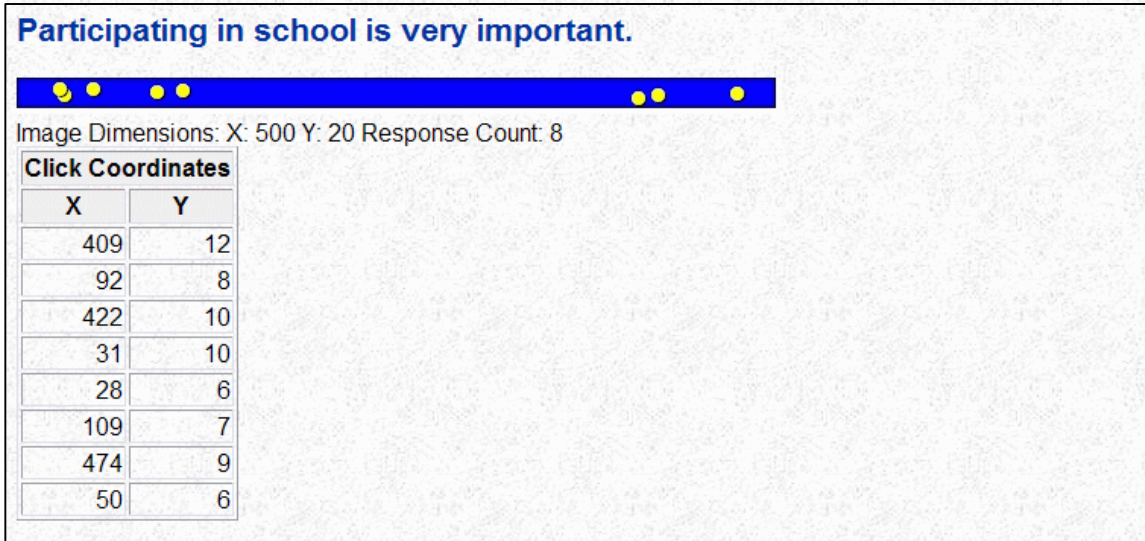 Participating in school is very important.
Image Dimensions: X: 500 Y: 20 Response Count: 8
Click Coordinates
X Y
409 12
92 8
422 10
31 10
28 6
109 7
474 9
50 6